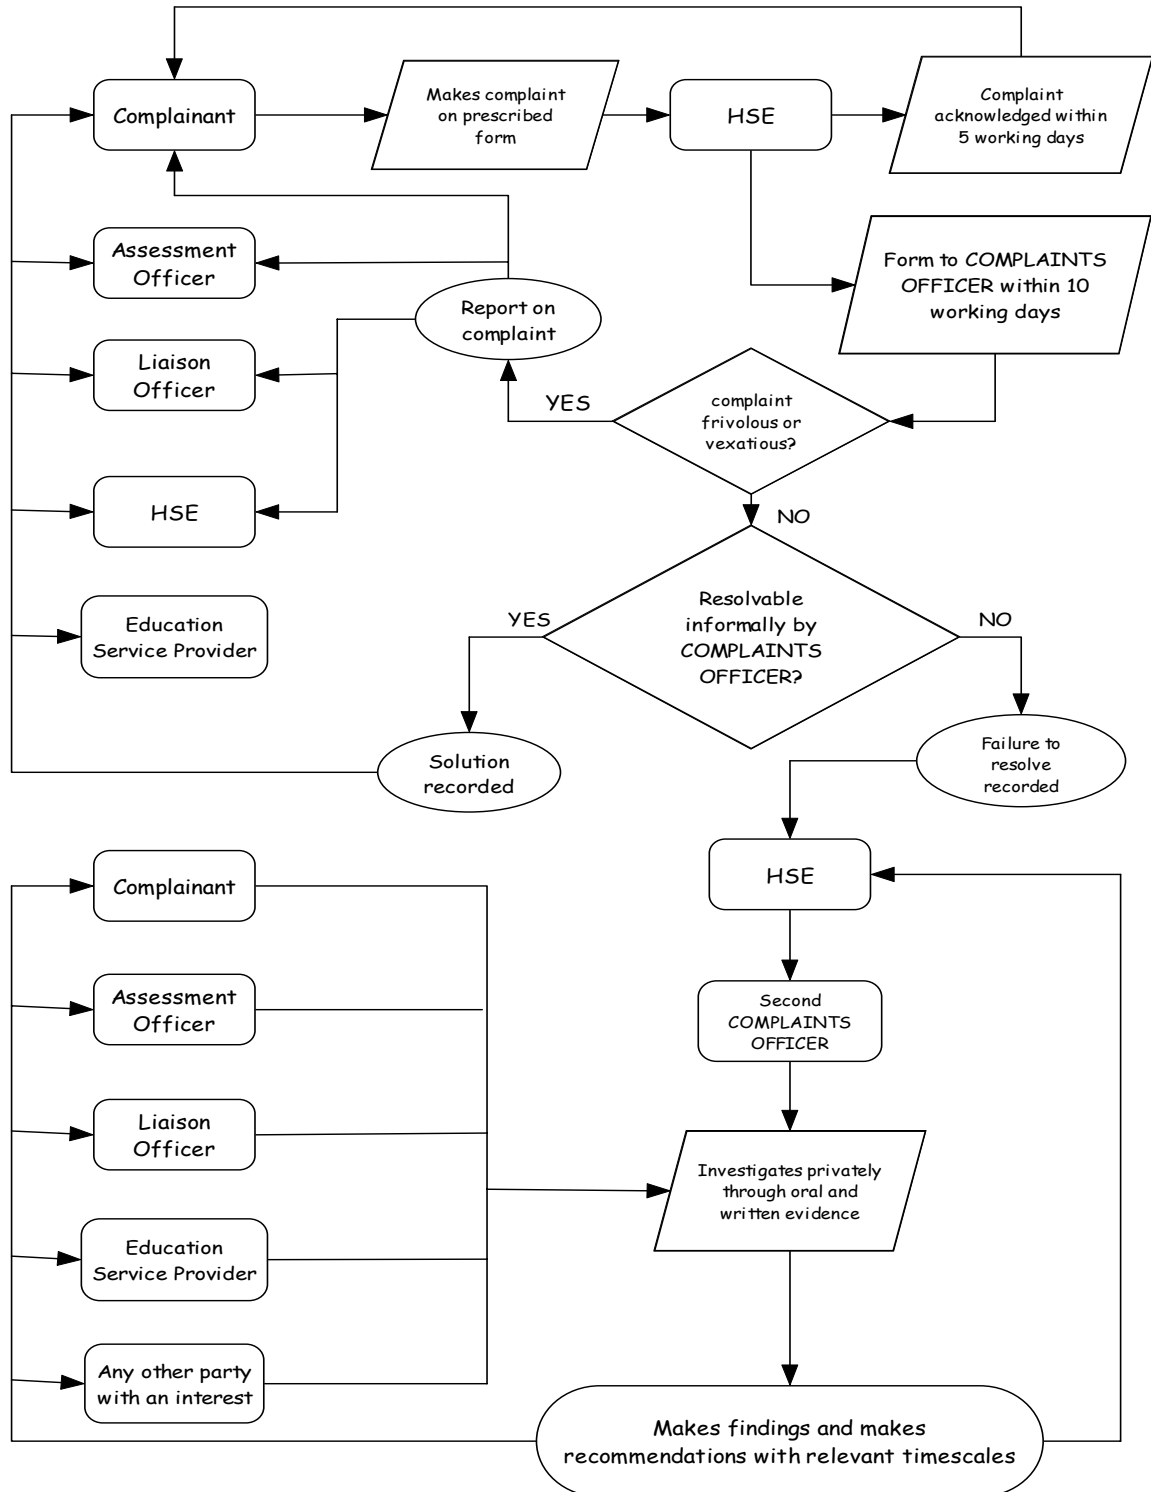 Complainant
Makes complaint
on prescribed
form
HSE
Complaint
acknowledged within
5 working days
Assessment
Officer
Form to COMPLAINTS
OFFICER within 10
working days
Report on
complaint
Liaison
Officer
YES
complaint
frivolous or
vexatious?
HSE
NO
Education
Service Provider
YES
Resolvable
informally by
COMPLAINTS
OFFICER?
NO
Solution
recorded
Failure to
resolve
recorded
Complainant
HSE
Assessment
Officer
Second
COMPLAINTS
OFFICER
Liaison
Officer
Investigates privately
through oral and
written evidence
Education
Service Provider
Any other party
with an interest
Makes findings and makes
recommendations with relevant timescales